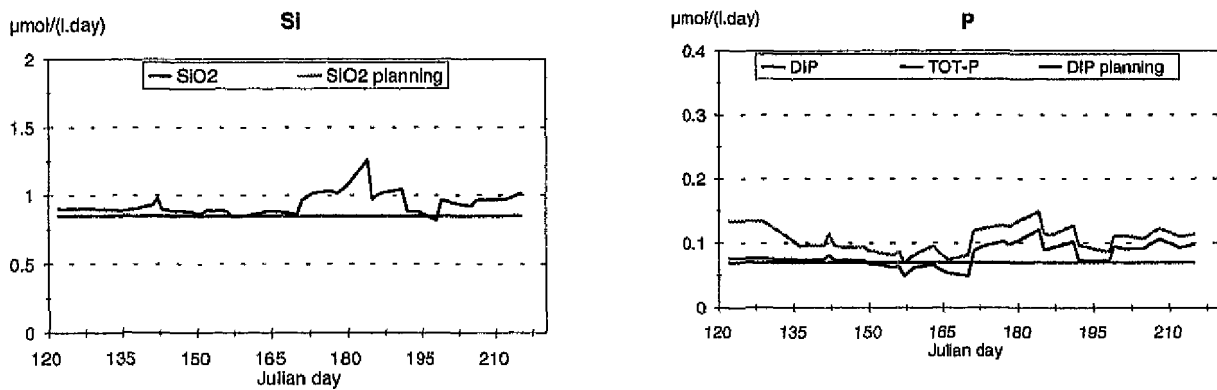 µmol/(l.day)
Si
2
SiO2
SiO2 planning
1.5
1
0.5
0
120 135 150 165 180 195 210
Julian day
µmol/(l.day)
P
0.4
DIP
TOT-P
DIP planning
0.3
0.2
0.1
0
120 135 150 165 180 195 210
Julian day